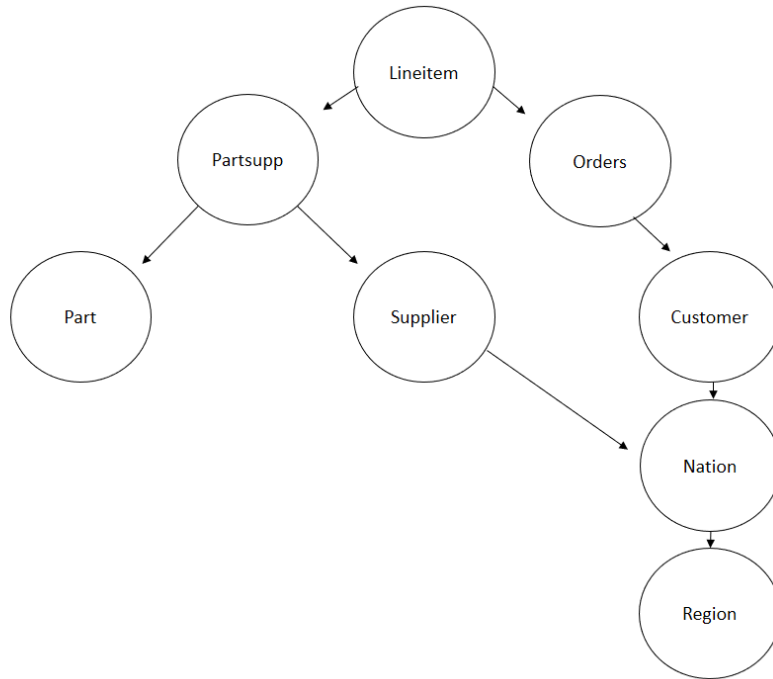 Lineitem
Partsupp
Orders
Part
Supplier
Customer
Nation
Region